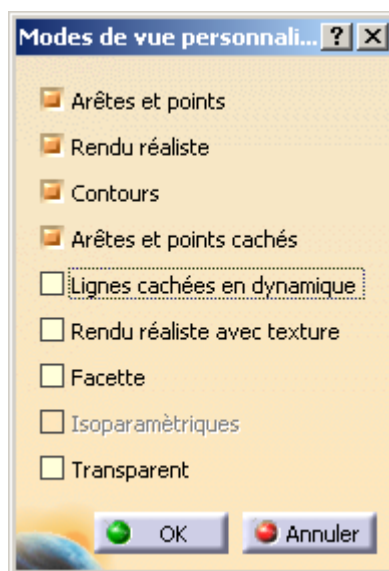 Modes de vue personnali... ? X
Arêtes et points
Rendu réaliste
Contours
Arêtes et points cachés
Lignes cachées en dynamique
Rendu réaliste avec texture
Facette
Isoparamètriques
Transparent
OK Annuler